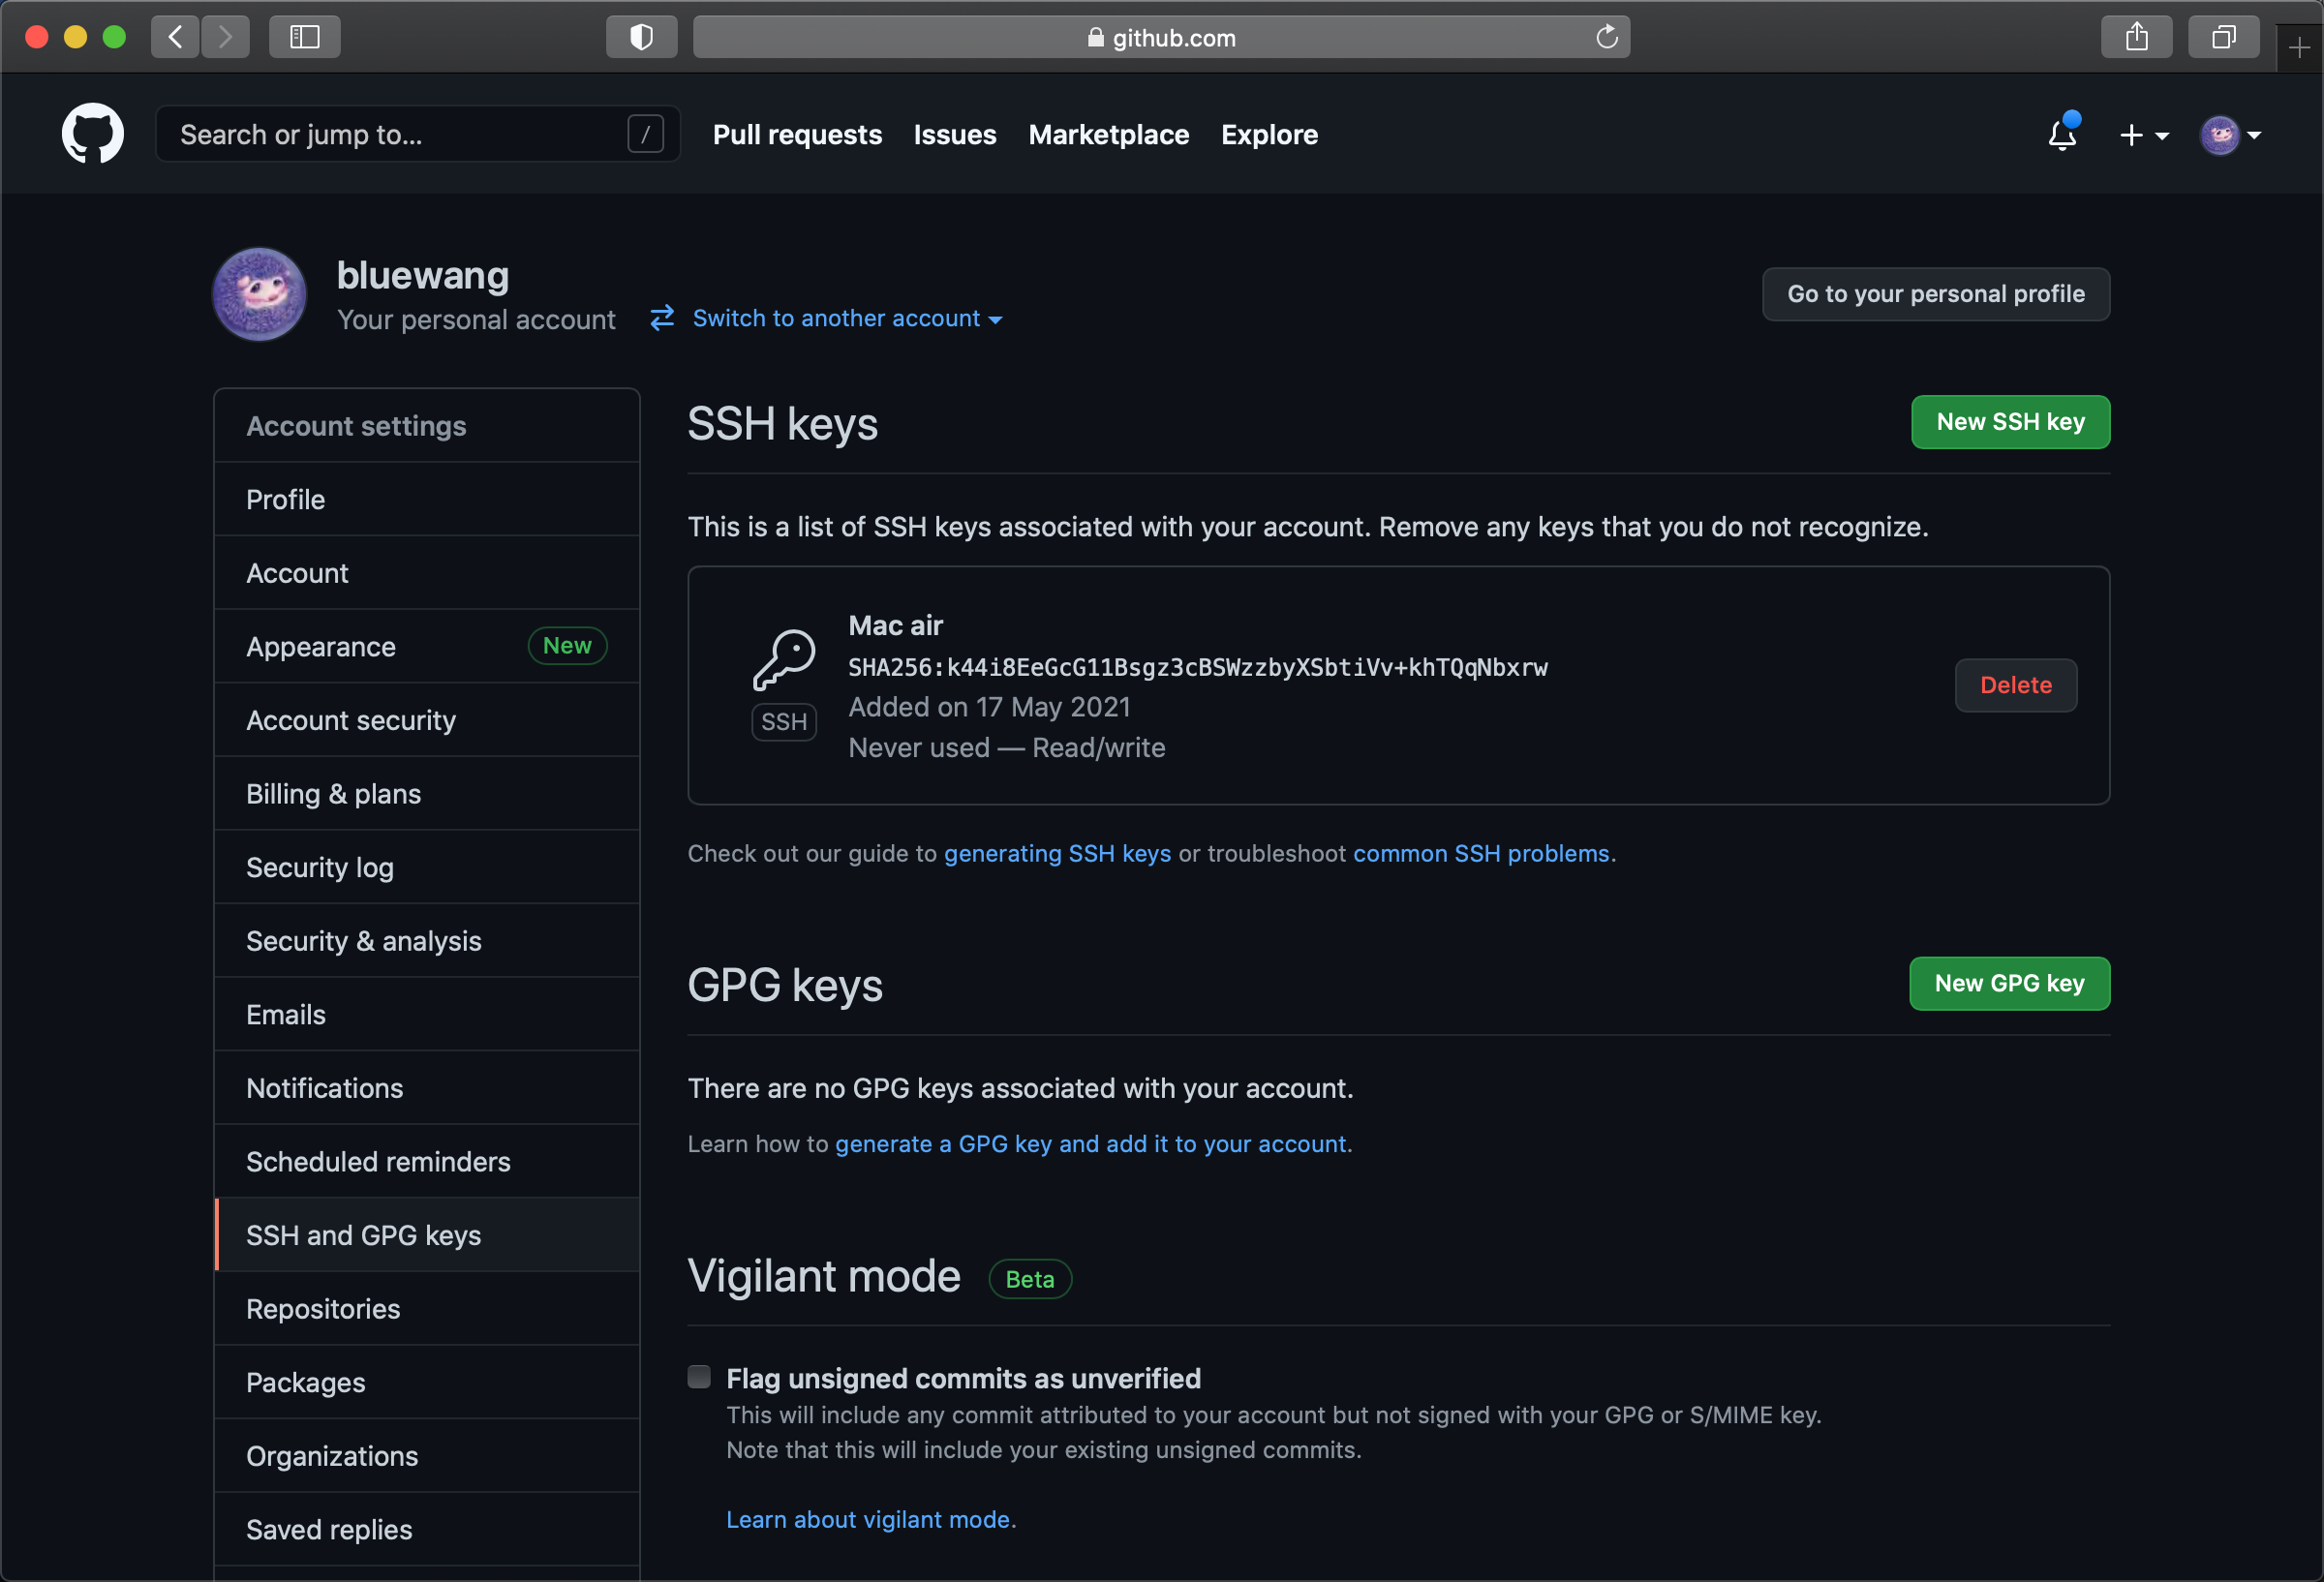 github.com
Search or jump to...
/
Pull requests
Issues
Marketplace
Explore
bluewang
Your personal account
Switch to another account
Go to your personal profile
Account settings
Profile
Account
Appearance
New
Account security
Billing & plans
Security log
Security & analysis
Emails
Notifications
Scheduled reminders
SSH and GPG keys
Repositories
Packages
Organizations
Saved replies
SSH keys
New SSH key
This is a list of SSH keys associated with your account. Remove any keys that you do not recognize.
SSH
Mac air
SHA256:k44i8EeGcG11Bsgz3cBSWzzbyXSbtiVv+khTQqNbxrw
Added on 17 May 2021
Never used — Read/write
Delete
Check out our guide to generating SSH keys or troubleshoot common SSH problems.
GPG keys
New GPG key
There are no GPG keys associated with your account.
Learn how to generate a GPG key and add it to your account.
Vigilant mode
Beta
Flag unsigned commits as unverified
This will include any commit attributed to your account but not signed with your GPG or S/MIME key.
Note that this will include your existing unsigned commits.
Learn about vigilant mode.